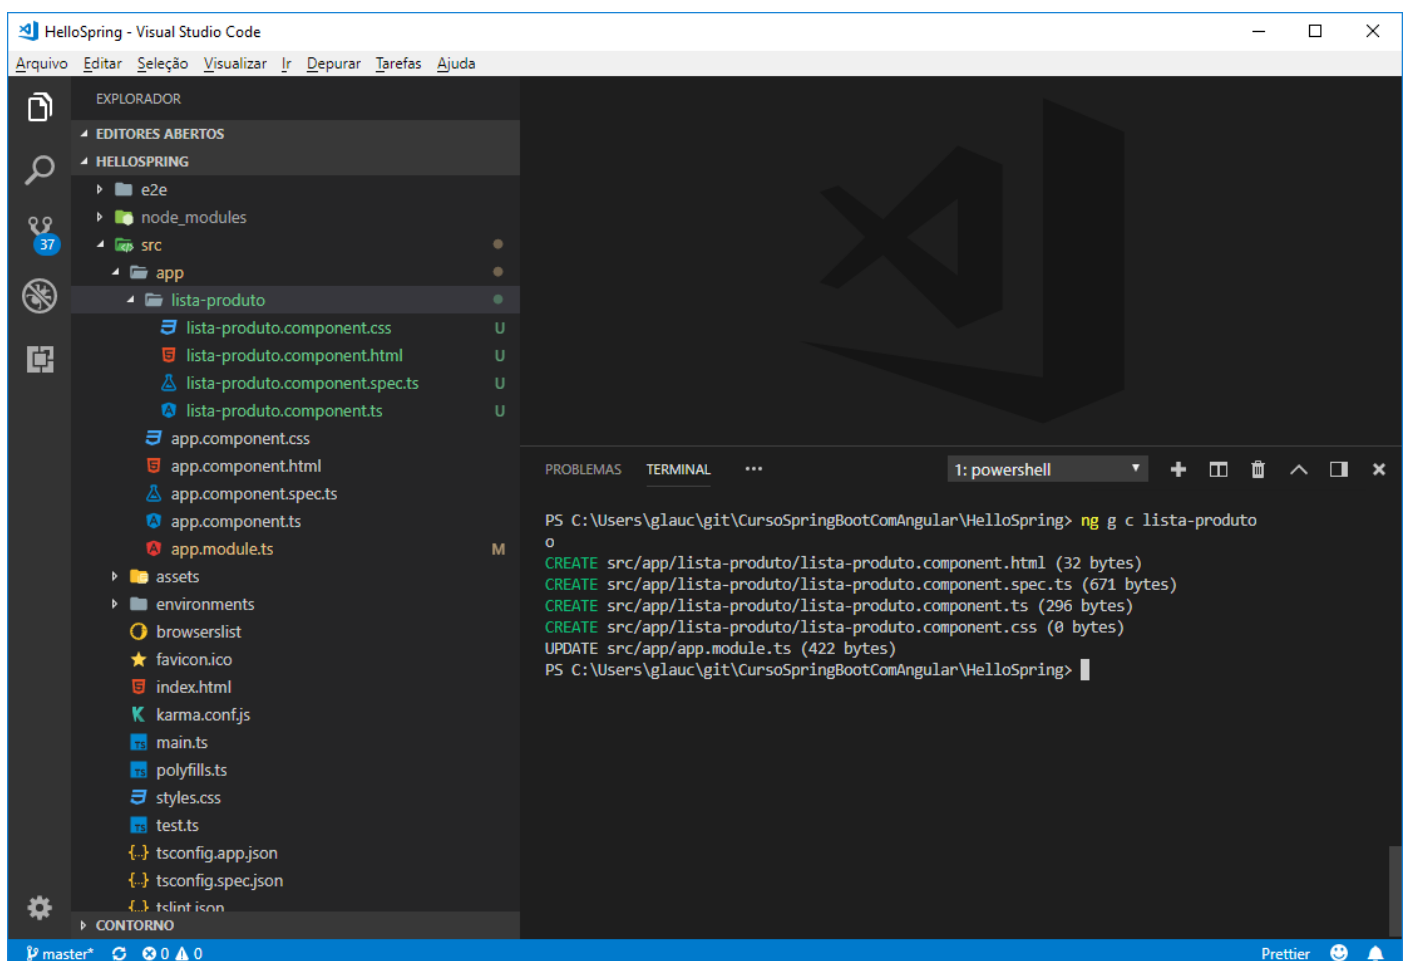 HelloSpring - Visual Studio Code
Arquivo Editar Seleção Visualizar Ir Depurar Tarefas Ajuda
EXPLORADOR
EDITORES ABERTOS
HELLOSPRING
e2e
node_modules
37
src
app
lista-produto
lista-produto.component.css U
lista-produto.component.html U
lista-produto.component.spec.ts U
lista-produto.component.ts U
app.component.css
app.component.html
app.component.spec.ts
app.component.ts
app.module.ts M
assets
environments
browserslist
favicon.ico
index.html
karma.conf.js
main.ts
polyfills.ts
styles.css
test.ts
tsconfig.app.json
tsconfig.spec.json
tslint.json
CONTORNO
PROBLEMAS TERMINAL ••• 1: powershell
PS C:\Users\glauc\git\CursoSpringBootComAngular\HelloSpring> ng g c lista-produto
o
CREATE src/app/lista-produto/lista-produto.component.html (32 bytes)
CREATE src/app/lista-produto/lista-produto.component.spec.ts (671 bytes)
CREATE src/app/lista-produto/lista-produto.component.ts (296 bytes)
CREATE src/app/lista-produto/lista-produto.component.css (0 bytes)
UPDATE src/app/app.module.ts (422 bytes)
PS C:\Users\glauc\git\CursoSpringBootComAngular\HelloSpring>
master* 0 0 Prettier